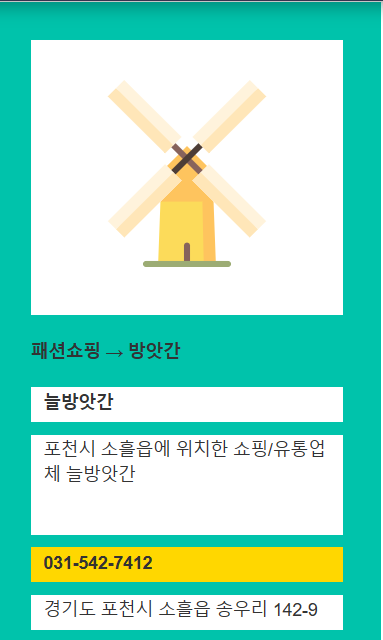 패션쇼핑 → 방앗간
늘방앗간
포천시 소흘읍에 위치한 쇼핑/유통업
체 늘방앗간
031-542-7412
경기도 포천시 소흘읍 송우리 142-9